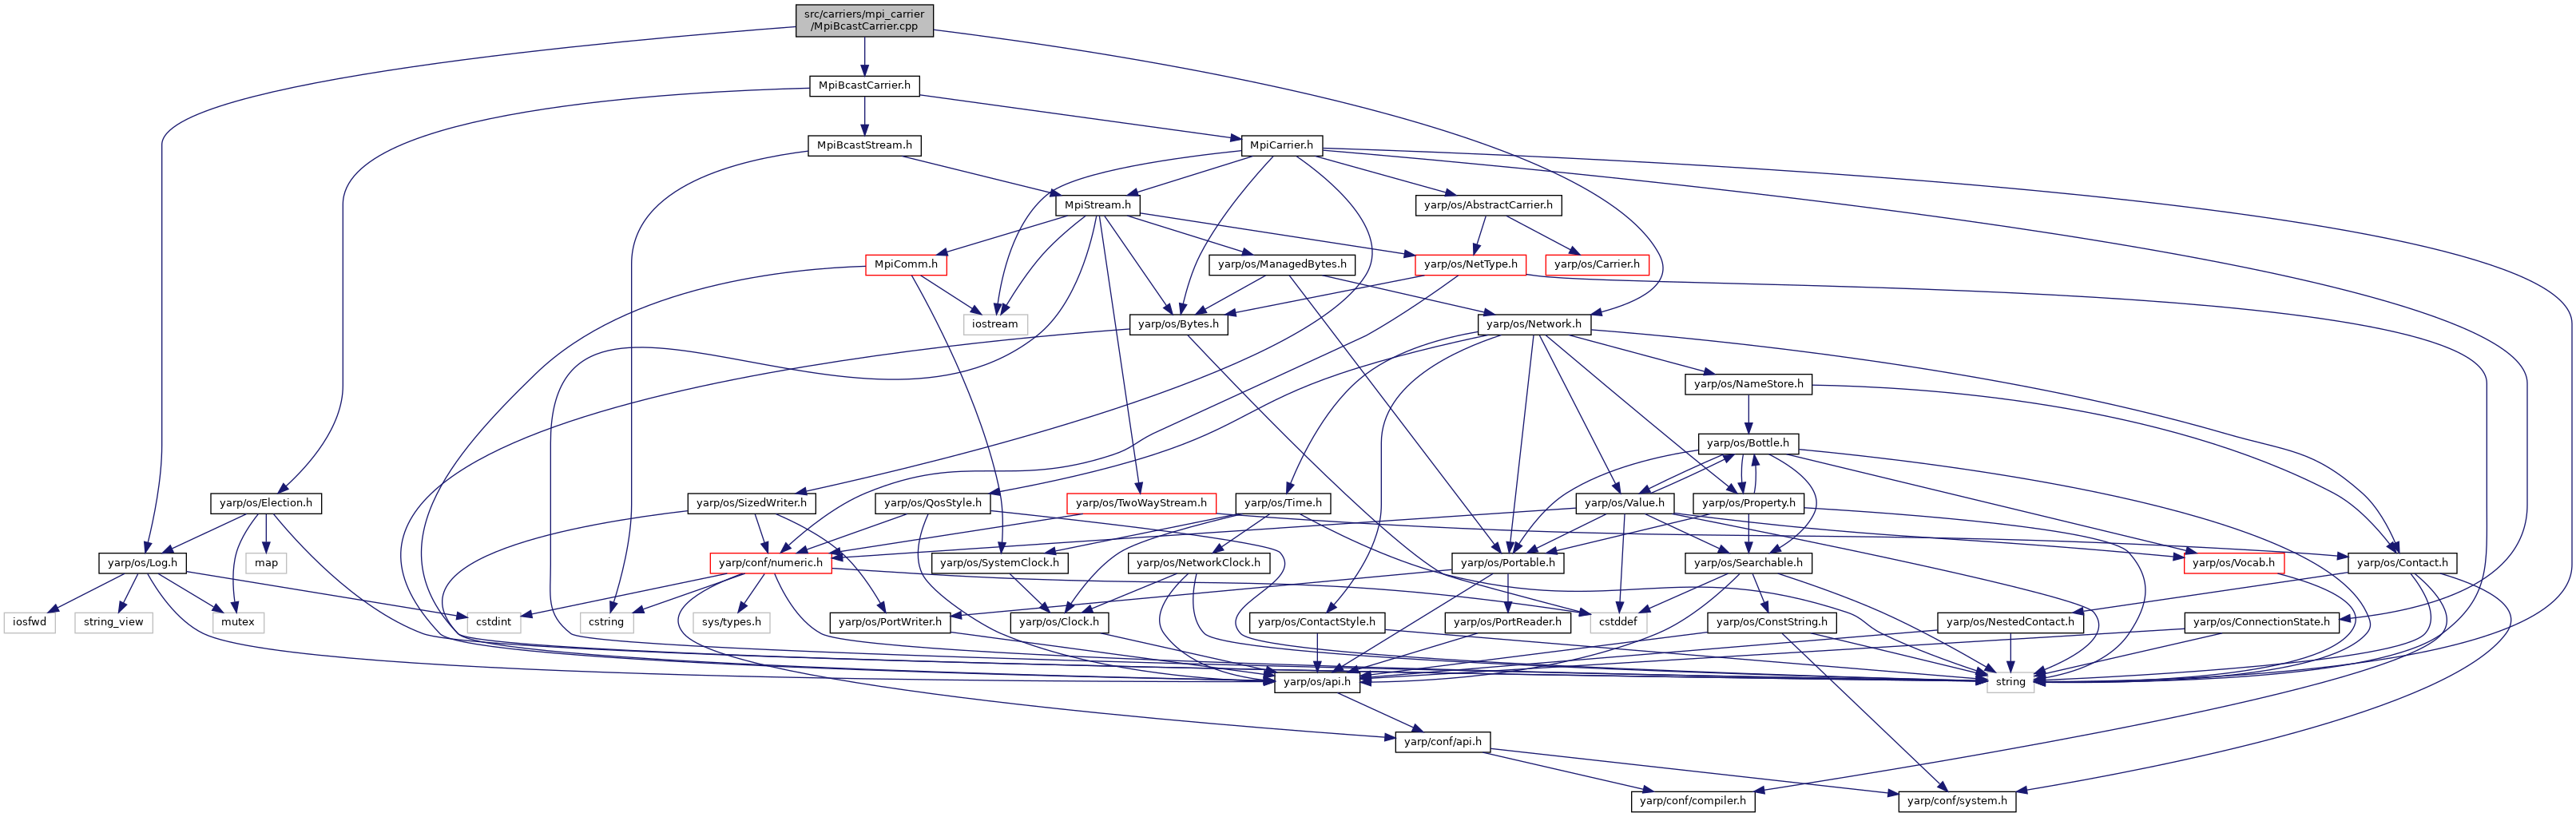 src/carriers/mpi_carrier
/MpiBcastCarrier.cpp
MpiBcastCarrier.h
MpiBcastStream.h
MpiCarrier.h
MpiStream.h
yarp/os/AbstractCarrier.h
MpiComm.h
yarp/os/ManagedBytes.h
yarp/os/NetType.h
yarp/os/Carrier.h
iostream
yarp/os/Bytes.h
yarp/os/Network.h
yarp/os/NameStore.h
yarp/os/Bottle.h
yarp/os/Election.h
yarp/os/SizedWriter.h
yarp/os/QosStyle.h
yarp/os/TwoWayStream.h
yarp/os/Time.h
yarp/os/Value.h
yarp/os/Property.h
yarp/os/Log.h
map
yarp/conf/numeric.h
yarp/os/SystemClock.h
yarp/os/NetworkClock.h
yarp/os/Portable.h
yarp/os/Searchable.h
yarp/os/Vocab.h
yarp/os/Contact.h
iosfwd
string_view
mutex
cstdint
cstring
sys/types.h
yarp/os/PortWriter.h
yarp/os/Clock.h
yarp/os/ContactStyle.h
yarp/os/PortReader.h
cstddef
yarp/os/ConstString.h
yarp/os/NestedContact.h
yarp/os/ConnectionState.h
yarp/os/api.h
string
yarp/conf/api.h
yarp/conf/compiler.h
yarp/conf/system.h